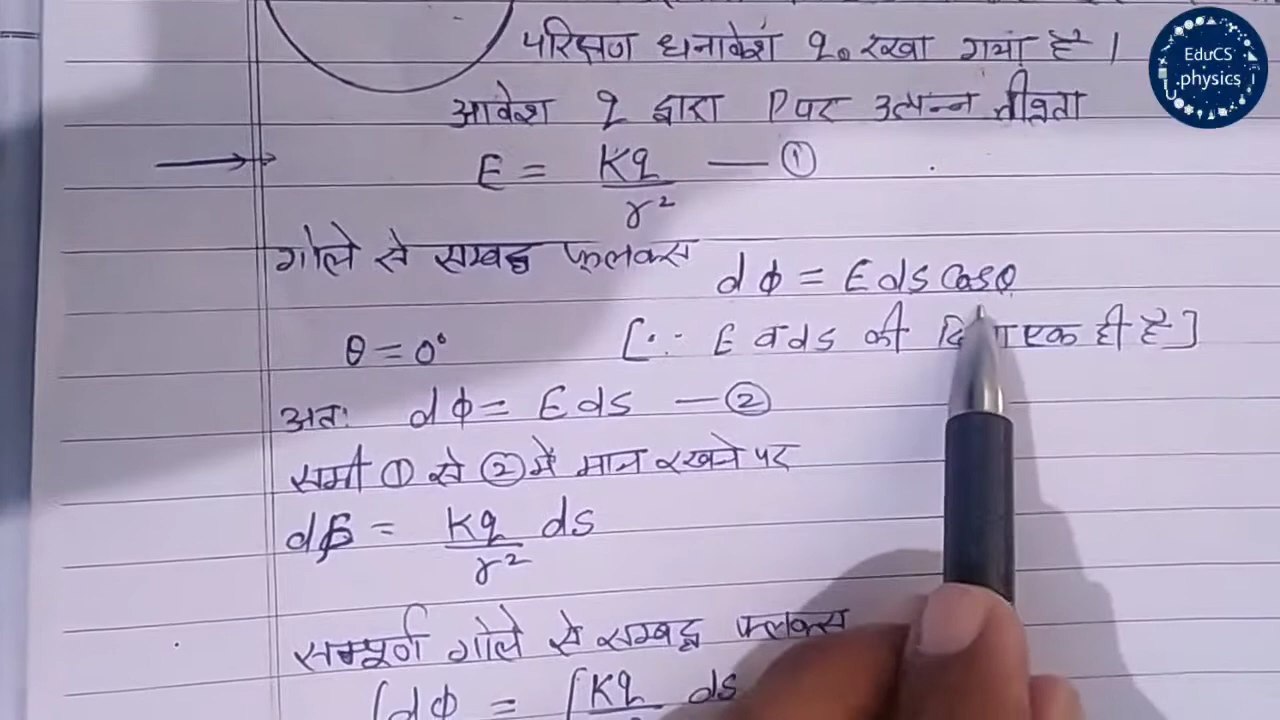 परिक्षण धनावेश q₀ रखा गया है।
आवेश q द्वारा P पर उत्पन्न तीव्रता
E = Kq/r² — ①
गोले से सम्बद्ध फ्लक्स dϕ = E ds Cosθ
θ = 0° [∵ E व ds की दिशा एक ही है]
अतः dϕ = E ds — ②
समी ① से ② में मान रखने पर
dϕ = Kq/r² ds
सम्पूर्ण गोले से सम्बद्ध फ्लक्स
∫dϕ = ∫Kq ds
EduCS
physics